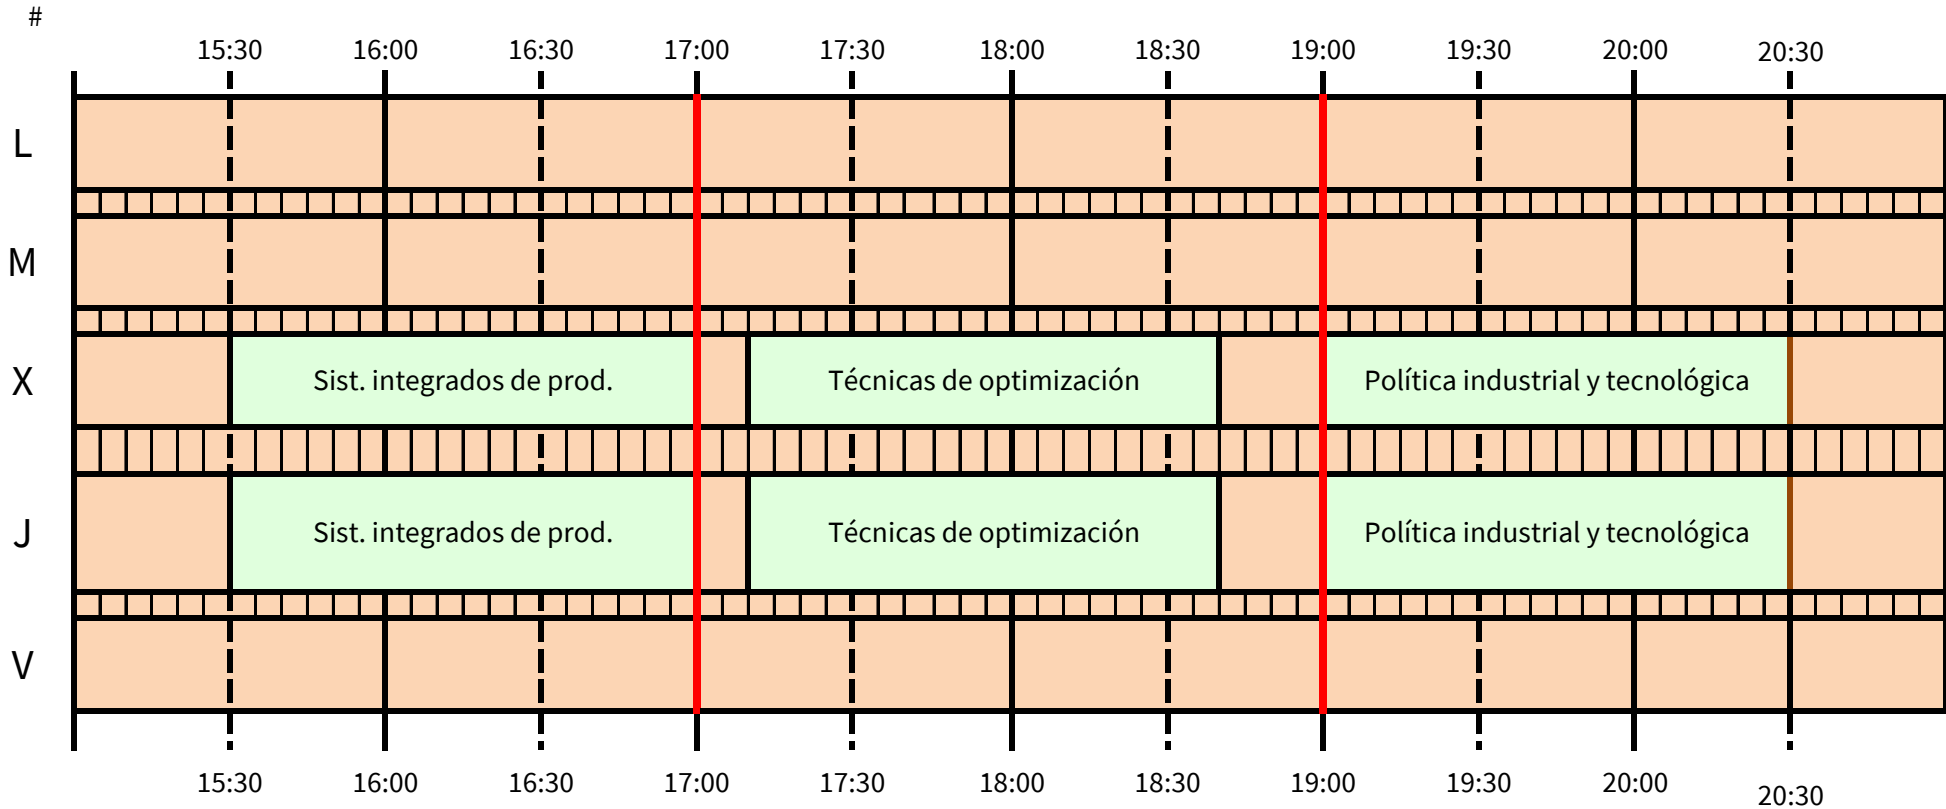 #
15:30 16:00 16:30 17:00 17:30 18:00 18:30 19:00 19:30 20:00 20:30
L
M
X Sist. integrados de prod. Técnicas de optimización Política industrial y tecnológica
J Sist. integrados de prod. Técnicas de optimización Política industrial y tecnológica
V
15:30 16:00 16:30 17:00 17:30 18:00 18:30 19:00 19:30 20:00 20:30